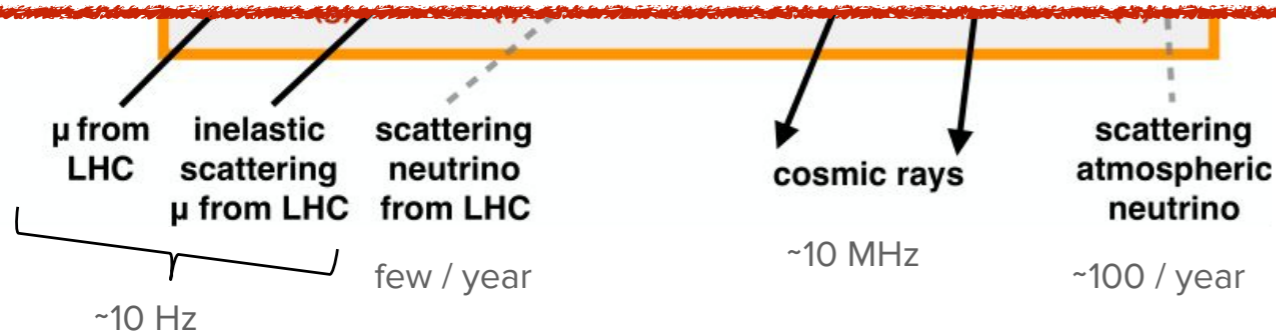 μ from
LHC
inelastic
scattering
μ from LHC
scattering
neutrino
from LHC
cosmic rays
scattering
atmospheric
neutrino
~10 Hz
few / year
~10 MHz
~100 / year